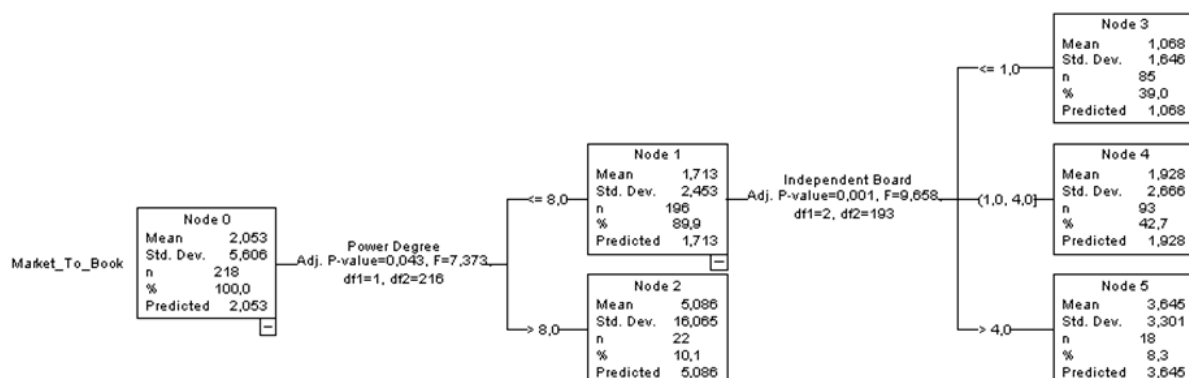 Market_To_Book
Node 0
Mean 2,053
Std. Dev. 5,606
n 218
% 100,0
Predicted 2,053
Power Degree
Adj. P-value=0,043, F=7,373,
df1=1, df2=216
<= 8,0
> 8,0
Node 1
Mean 1,713
Std. Dev. 2,453
n 196
% 89,9
Predicted 1,713
Node 2
Mean 5,086
Std. Dev. 16,065
n 22
% 10,1
Predicted 5,086
Independent Board
Adj. P-value=0,001, F=9,658,
df1=2, df2=193
<= 1,0
(1,0, 4,0]
> 4,0
Node 3
Mean 1,068
Std. Dev. 1,646
n 85
% 39,0
Predicted 1,068
Node 4
Mean 1,928
Std. Dev. 2,666
n 93
% 42,7
Predicted 1,928
Node 5
Mean 3,645
Std. Dev. 3,301
n 18
% 8,3
Predicted 3,645